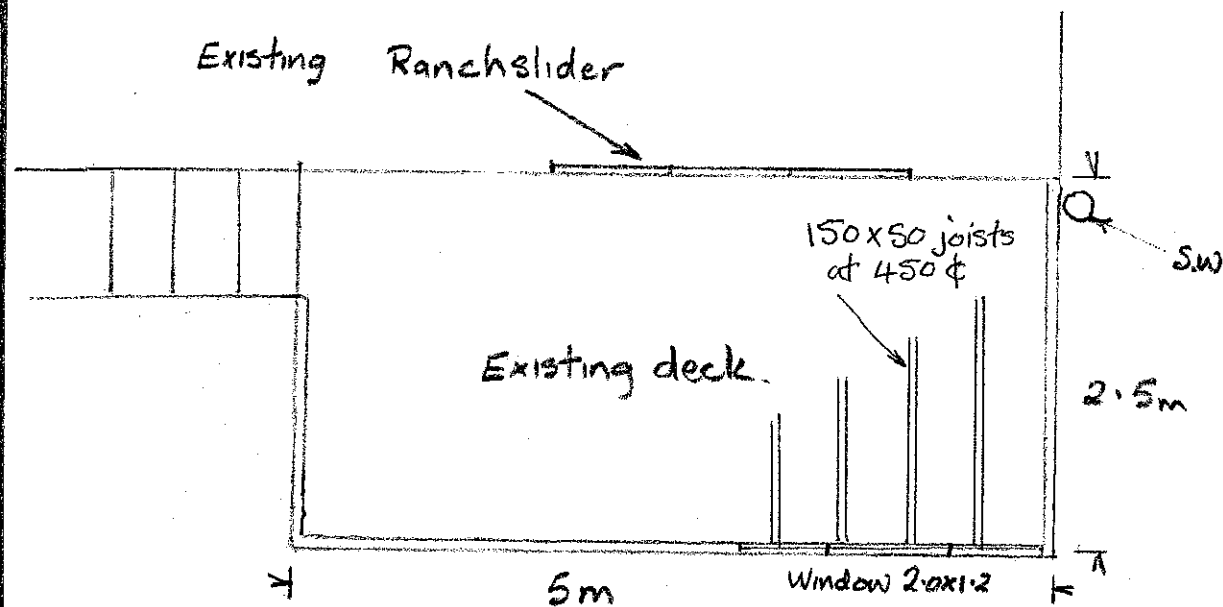 Existing Ranchslider
150x50 joists
at 450 ¢
S.W
Existing deck.
2.5m
5m
Window 2.0x1.2